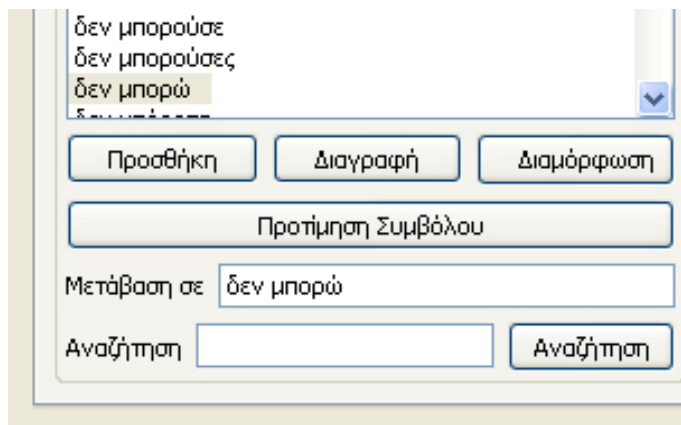 δεν μπορούσε
δεν μπορούσες
δεν μπορώ
Προσθήκη Διαγραφή Διαμόρφωση
Προτίμηση Συμβόλου
Μετάβαση σε δεν μπορώ
Αναζήτηση Αναζήτηση